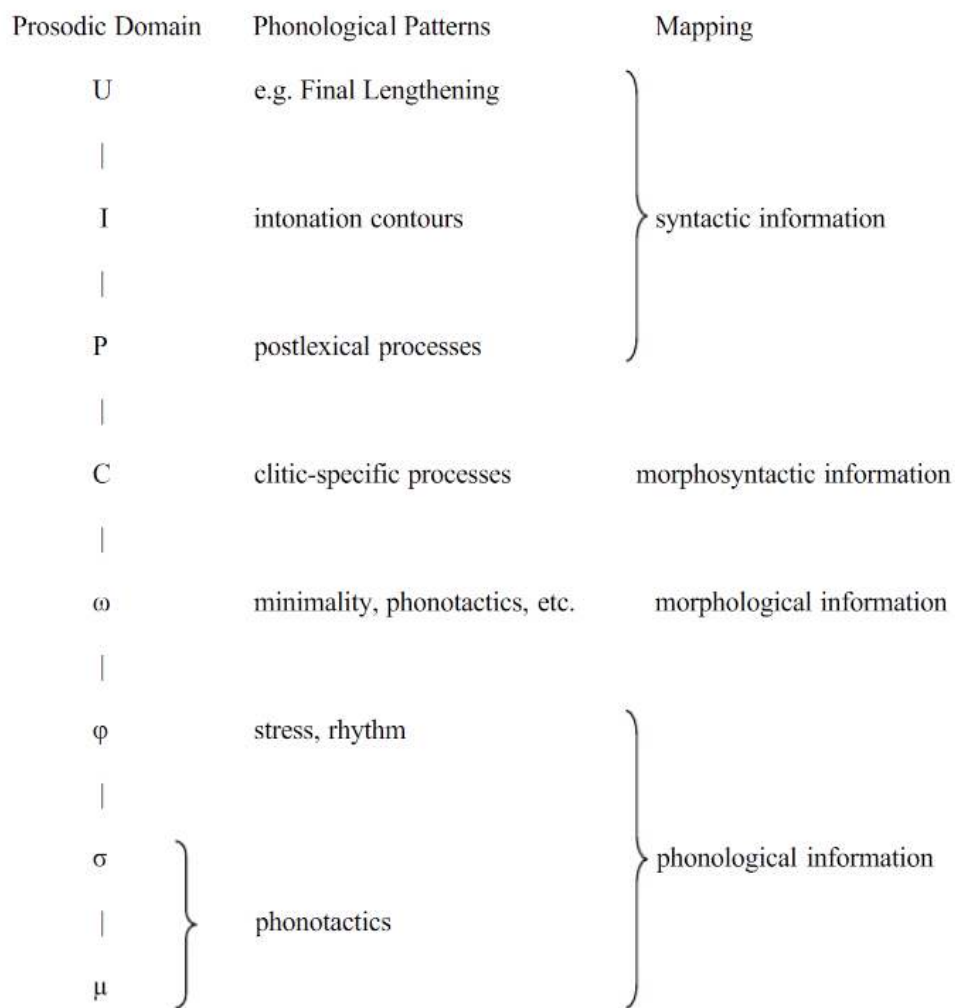 Prosodic Domain Phonological Patterns Mapping
U e.g. Final Lengthening
I intonation contours syntactic information
P postlexical processes
C clitic-specific processes morphosyntactic information
ω minimality, phonotactics, etc. morphological information
φ stress, rhythm
σ phonological information
phonotactics
μ